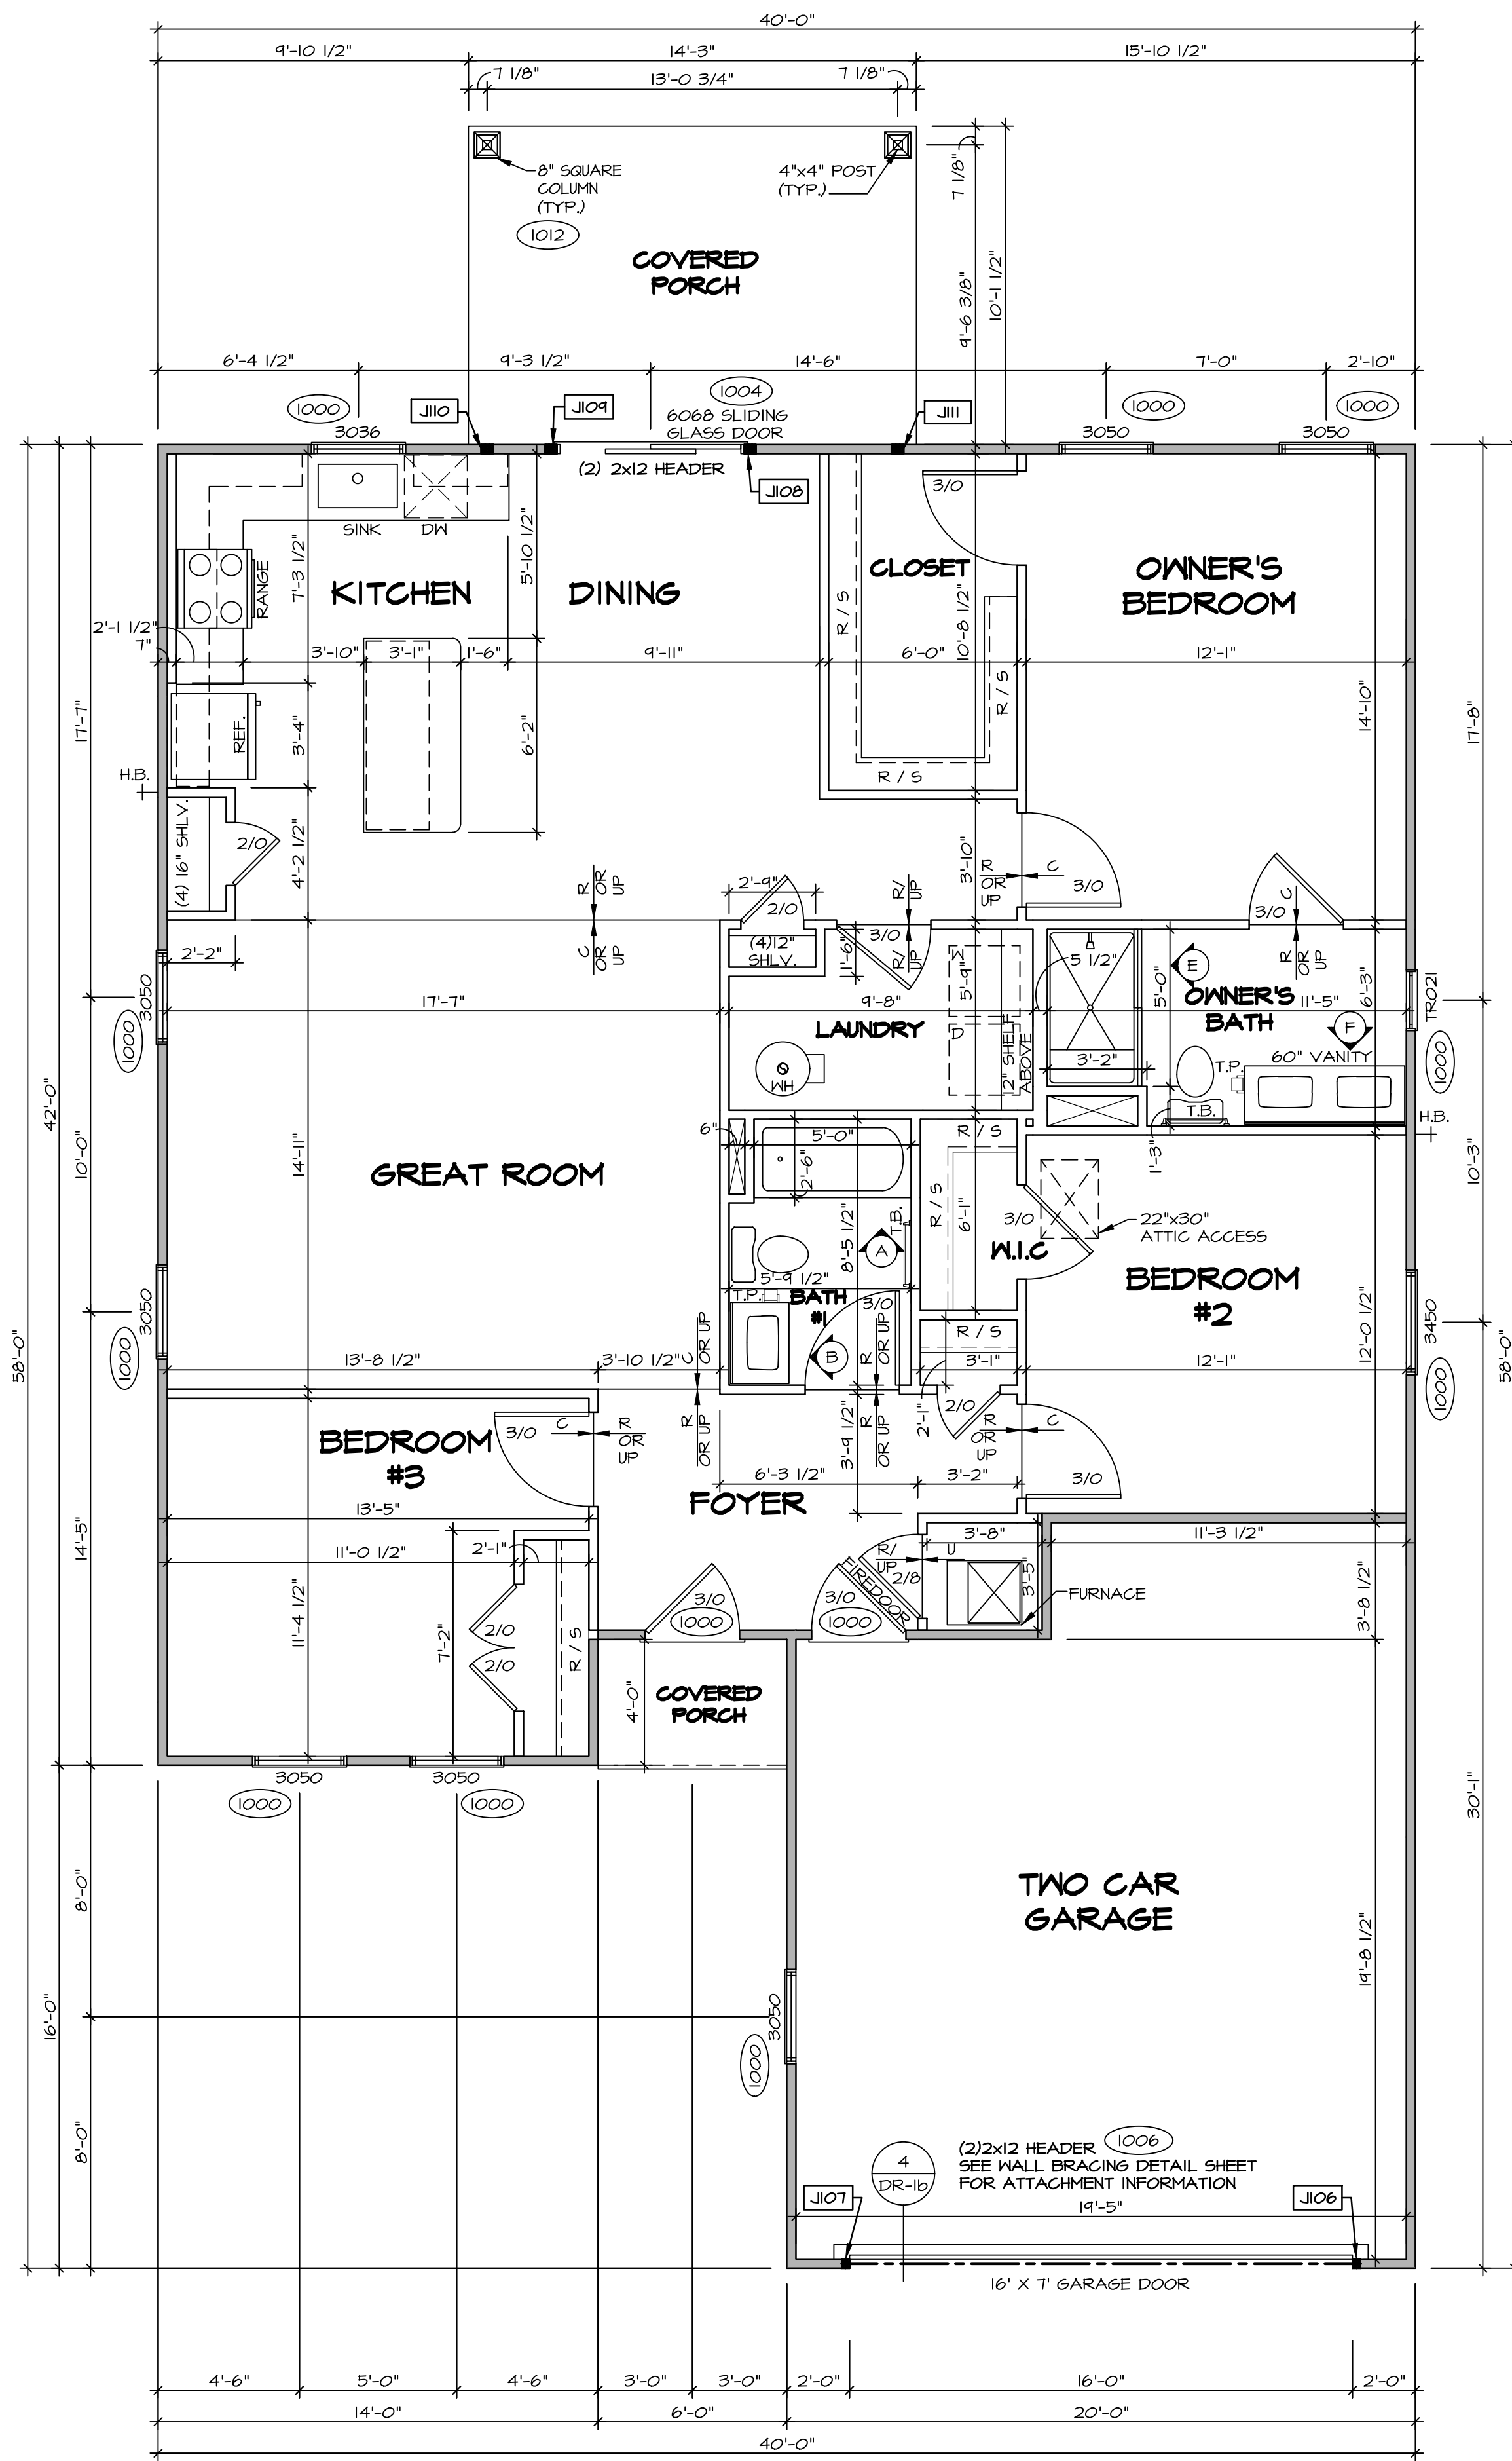 40'-0"
9'-10 1/2"
14'-3"
15'-10 1/2"
7 1/8"
13'-0 3/4"
7 1/8"
8" SQUARE
COLUMN
(TYP.)
1012
4"x4" POST
(TYP.)
7 1/8"
COVERED
PORCH
9'-6 3/8"
10'-1 1/2"
6'-4 1/2"
9'-3 1/2"
14'-6"
7'-0"
2'-10"
1000
J110
J109
1004
6068 SLIDING
GLASS DOOR
J111
1000
1000
3036
3050
3050
(2) 2x12 HEADER
J108
SINK
DW
RANGE
7'-3 1/2"
5'-10 1/2"
KITCHEN
DINING
CLOSET
3/0
OWNER'S
BEDROOM
R / S
10'-8 1/2"
2'-1 1/2"
7"
3'-10"
3'-1"
1'-6"
9'-11"
6'-0"
12'-1"
R / S
14'-10"
17'-7"
17'-8"
REF.
3'-4"
6'-2"
R / S
H.B.
(4) 16" SHLV.
2/0
4'-2 1/2"
3'-10"
R
OR
UP
C
3/0
R
OR
UP
C
OR
UP
2'-9"
2/0
R/
UP
R/
UP
3/0
3/0
C
R
OR
UP
(4)12"
SHLV.
1'-6"
W
5'-9"
5 1/2"
5'-0"
E
OWNER'S
BATH
6'-3"
2'-2"
3050
1000
17'-7"
9'-8"
11'-5"
TR021
1000
LAUNDRY
D
12" SHELF
ABOVE
F
WH
3'-2"
T.P.
60" VANITY
T.B.
H.B.
42'-0"
10'-0"
14'-11"
6"
5'-0"
2'-6"
R / S
1'-3"
10'-3"
GREAT ROOM
R / S
6'-1"
3/0
22"x30"
ATTIC ACCESS
T.B.
A
8'-5 1/2"
W.I.C
BEDROOM
#2
5'-9 1/2"
T.P.
BATH
#1
3/0
3050
1000
3450
1000
12'-0 1/2"
58'-0"
58'-0"
13'-8 1/2"
3'-10 1/2"
C
OR UP
R
OR UP
B
R
OR UP
R
OR UP
R / S
3'-1"
12'-1"
2'-1"
2/0
R
OR
UP
C
3'-9 1/2"
BEDROOM
#3
3/0
C
R
OR
UP
6'-3 1/2"
3'-2"
3/0
FOYER
13'-5"
3'-8"
11'-3 1/2"
14'-5"
11'-0 1/2"
2'-1"
R/
UP
U
2/8
3'-5"
FIREDOOR
FURNACE
3'-8 1/2"
11'-4 1/2"
7'-2"
2/0
2/0
R / S
3/0
1000
3/0
1000
4'-0"
COVERED
PORCH
3050
3050
1000
1000
30'-1"
8'-0"
TWO CAR
GARAGE
19'-8 1/2"
16'-0"
3050
1000
8'-0"
4
DR-1b
(2)2x12 HEADER
1006
SEE WALL BRACING DETAIL SHEET
FOR ATTACHMENT INFORMATION
J107
J106
19'-5"
16' X 7' GARAGE DOOR
4'-6"
5'-0"
4'-6"
3'-0"
3'-0"
2'-0"
16'-0"
2'-0"
14'-0"
6'-0"
20'-0"
40'-0"